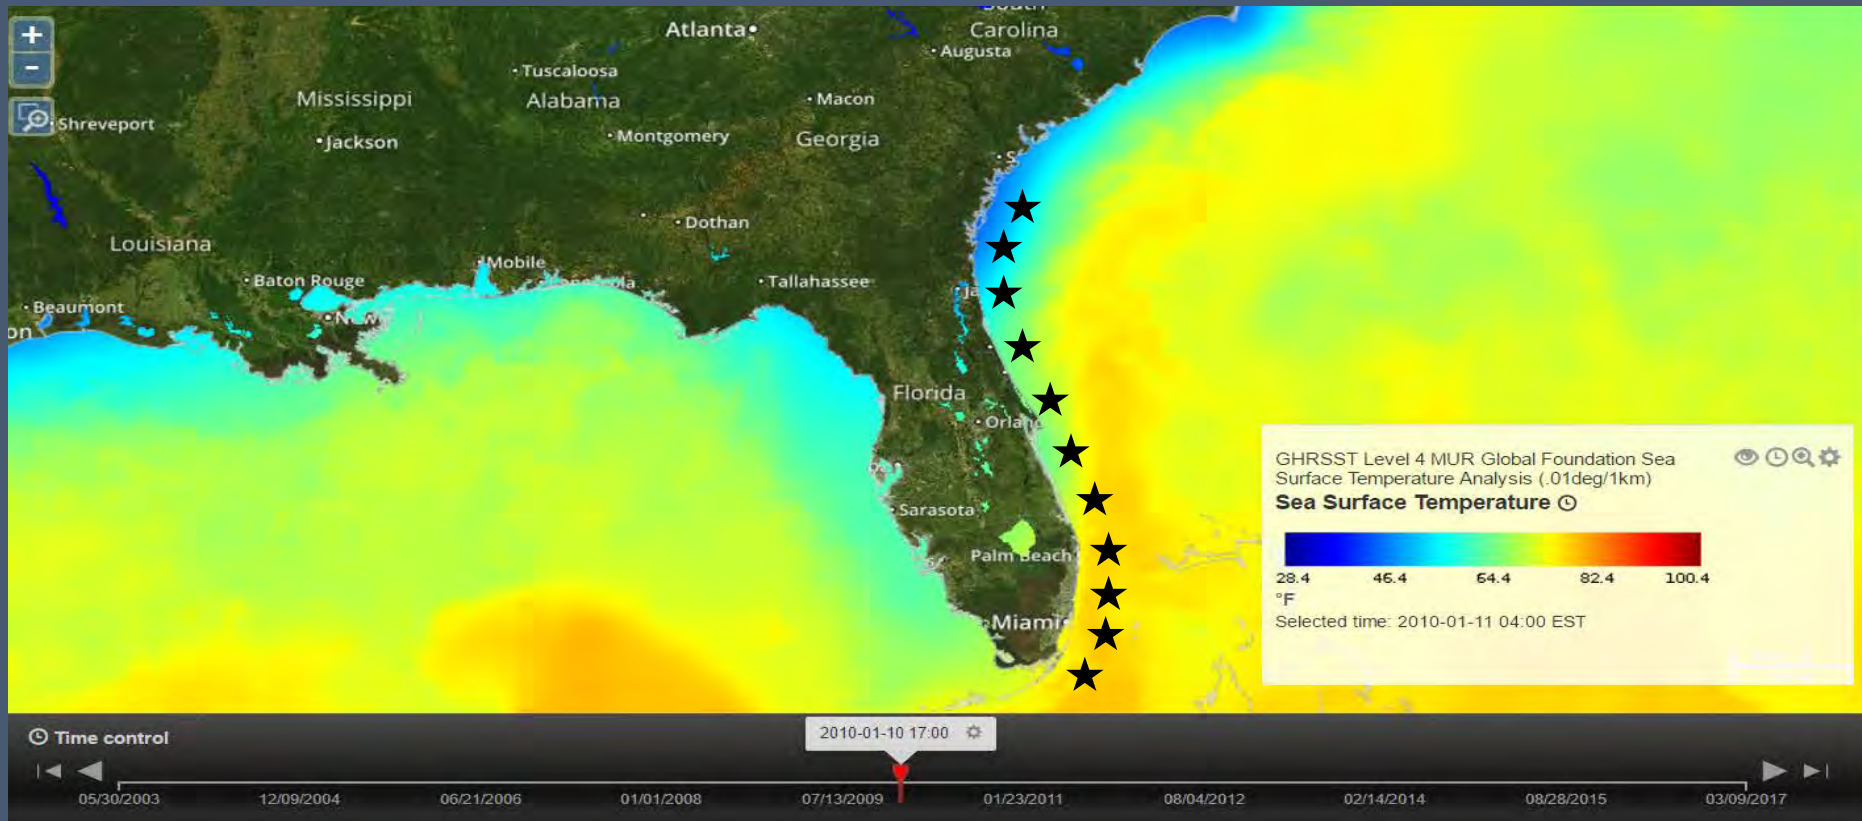 South
Atlanta
Carolina
Augusta
Tuscaloosa
Mississippi
Alabama
Macon
Shreveport
Montgomery
Georgia
Jackson
Dothan
Louisiana
Mobile
Baton Rouge
Tallahassee
Beaumont
Florida
Sarasota
Palm Beach
Miami
GHRSST Level 4 MUR Global Foundation Sea
Surface Temperature Analysis (.01deg/1km)
Sea Surface Temperature
28.4 46.4 64.4 82.4 100.4
°F
Selected time: 2010-01-11 04:00 EST
Time control
2010-01-10 17:00
05/30/2003 12/09/2004 06/21/2006 01/01/2008 07/13/2009 01/23/2011 08/04/2012 02/14/2014 08/28/2015 03/09/2017